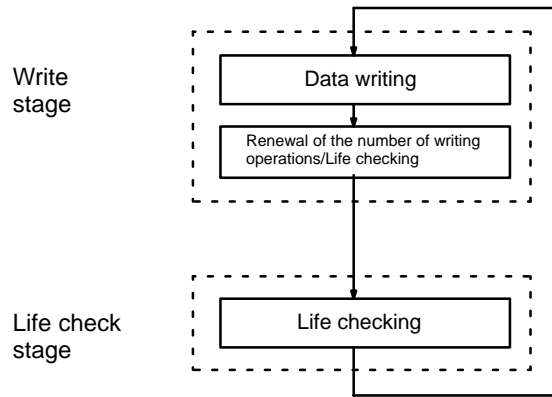 Write
stage
Data writing
Renewal of the number of writing
operations/Life checking
Life check
stage
Life checking